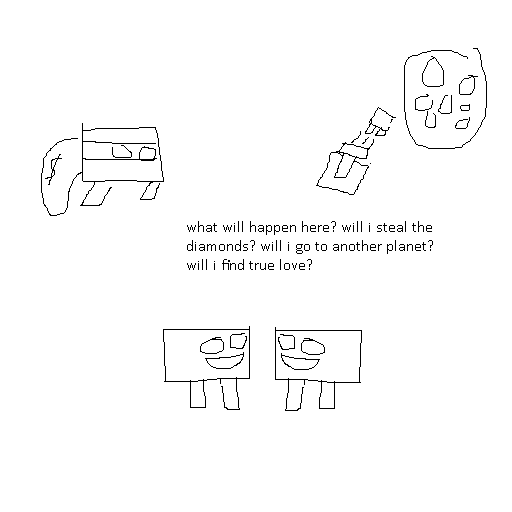 what will happen here? will i steal the
diamonds? will i go to another planet?
will i find true love?